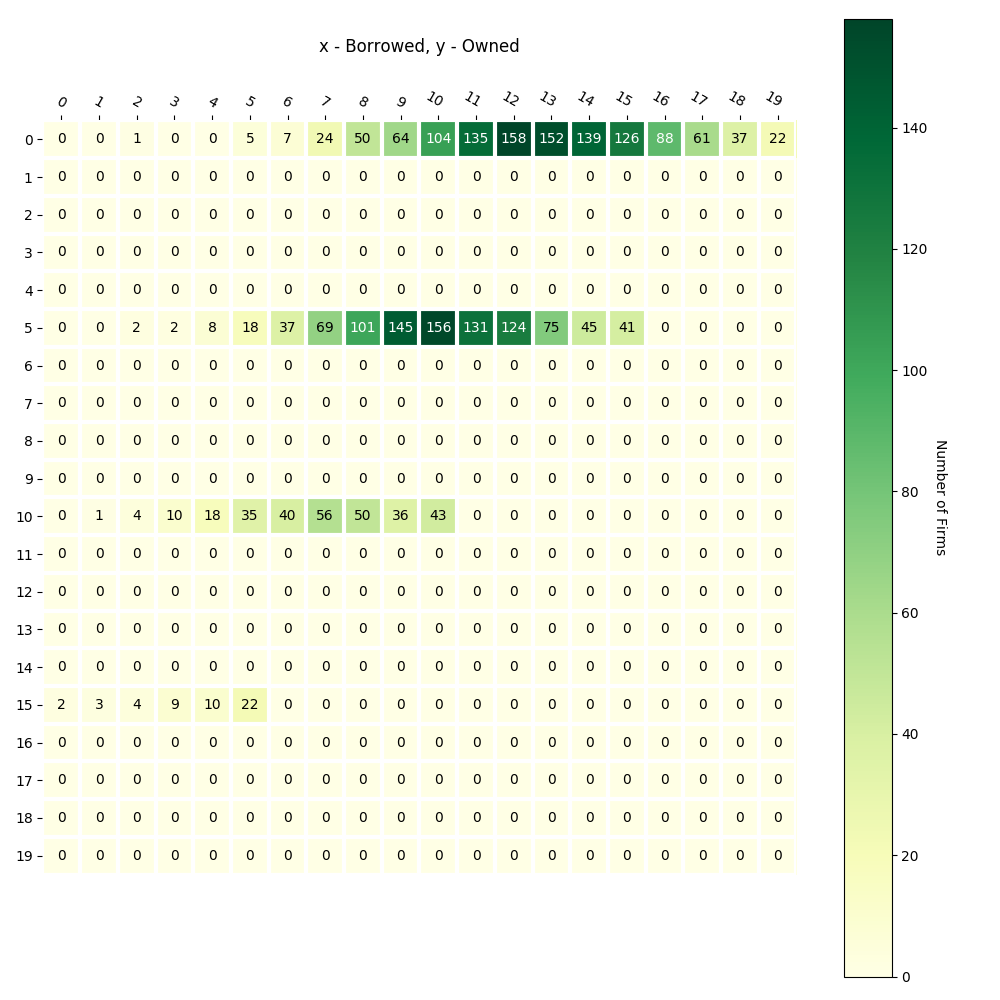 x - Borrowed, y - Owned
0 1 2 3 4 5 6 7 8 9 10 11 12 13 14 15 16 17 18 19
0 0 0 1 0 0 5 7 24 50 64 104 135 158 152 139 126 88 61 37 22
1 0 0 0 0 0 0 0 0 0 0 0 0 0 0 0 0 0 0 0 0
2 0 0 0 0 0 0 0 0 0 0 0 0 0 0 0 0 0 0 0 0
3 0 0 0 0 0 0 0 0 0 0 0 0 0 0 0 0 0 0 0 0
4 0 0 0 0 0 0 0 0 0 0 0 0 0 0 0 0 0 0 0 0
5 0 0 2 2 8 18 37 69 101 145 156 131 124 75 45 41 0 0 0 0
6 0 0 0 0 0 0 0 0 0 0 0 0 0 0 0 0 0 0 0 0
7 0 0 0 0 0 0 0 0 0 0 0 0 0 0 0 0 0 0 0 0
8 0 0 0 0 0 0 0 0 0 0 0 0 0 0 0 0 0 0 0 0
9 0 0 0 0 0 0 0 0 0 0 0 0 0 0 0 0 0 0 0 0
10 0 1 4 10 18 35 40 56 50 36 43 0 0 0 0 0 0 0 0 0
11 0 0 0 0 0 0 0 0 0 0 0 0 0 0 0 0 0 0 0 0
12 0 0 0 0 0 0 0 0 0 0 0 0 0 0 0 0 0 0 0 0
13 0 0 0 0 0 0 0 0 0 0 0 0 0 0 0 0 0 0 0 0
14 0 0 0 0 0 0 0 0 0 0 0 0 0 0 0 0 0 0 0 0
15 2 3 4 9 10 22 0 0 0 0 0 0 0 0 0 0 0 0 0 0
16 0 0 0 0 0 0 0 0 0 0 0 0 0 0 0 0 0 0 0 0
17 0 0 0 0 0 0 0 0 0 0 0 0 0 0 0 0 0 0 0 0
18 0 0 0 0 0 0 0 0 0 0 0 0 0 0 0 0 0 0 0 0
19 0 0 0 0 0 0 0 0 0 0 0 0 0 0 0 0 0 0 0 0
140
120
100
80
60
40
20
0
Number of Firms